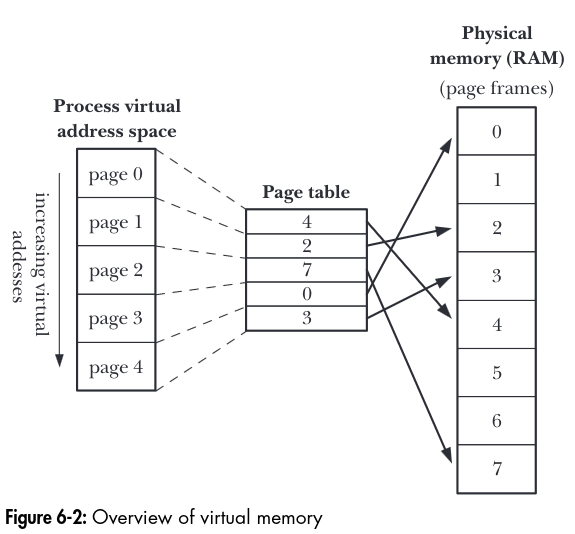 Physical
memory (RAM)
(page frames)
Process virtual
address space
increasing virtual
addesses
page 0
page 1
page 2
page 3
page 4
Page table
4
2
7
0
3
0
1
2
3
4
5
6
7
Figure 6-2: Overview of virtual memory